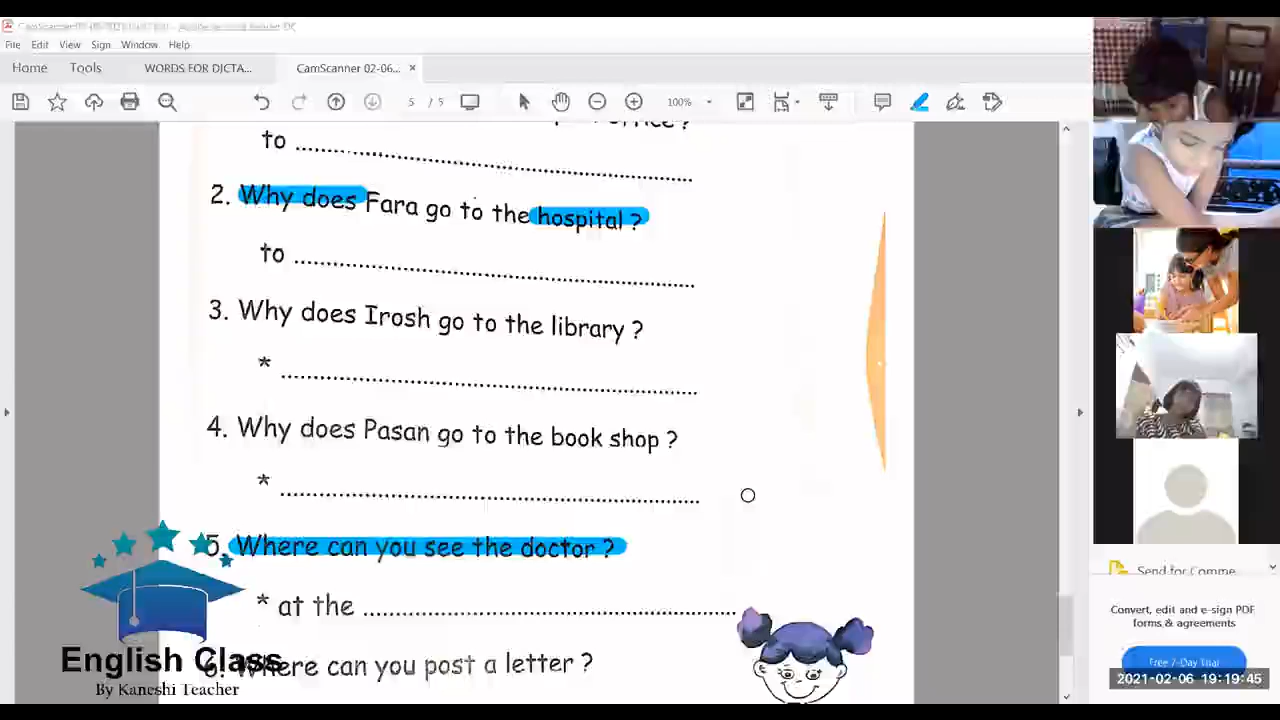 File Edit View Sign Window Help
Home Tools WORDS FOR DICTA... CamScanner 02-06... ×
5 / 5 100%
to ..........
2. Why does Fara go to the hospital ?
to ..........
3. Why does Irosh go to the library ?
* ..........
4. Why does Pasan go to the book shop ?
* ..........
5. Where can you see the doctor ?
* at the ..........
Where can you post a letter ?
English Class
By Kaneshi Teacher
Send for Comme
Convert, edit and e-sign PDF
forms & agreements
Free 7-Day Trial
2021-02-06 19:19:45